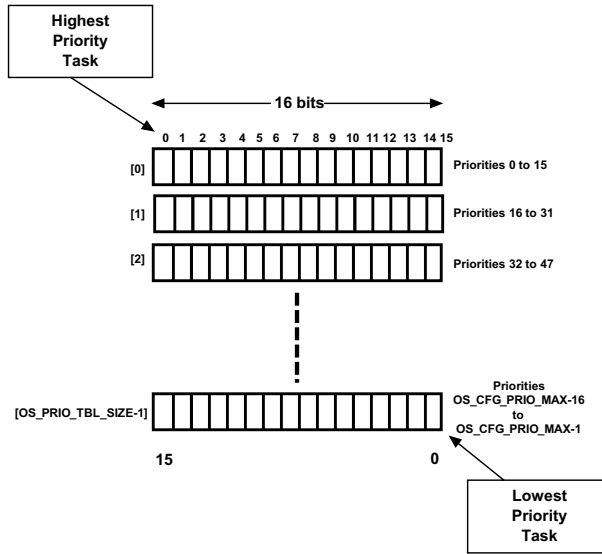 Highest
Priority
Task
16 bits
0 1 2 3 4 5 6 7 8 9 10 11 12 13 14 15
[0] Priorities 0 to 15
[1] Priorities 16 to 31
[2] Priorities 32 to 47
Priorities
OS_CFG_PRIO_MAX-16
[OS_PRIO_TBL_SIZE-1] to
OS_CFG_PRIO_MAX-1
15 0
Lowest
Priority
Task